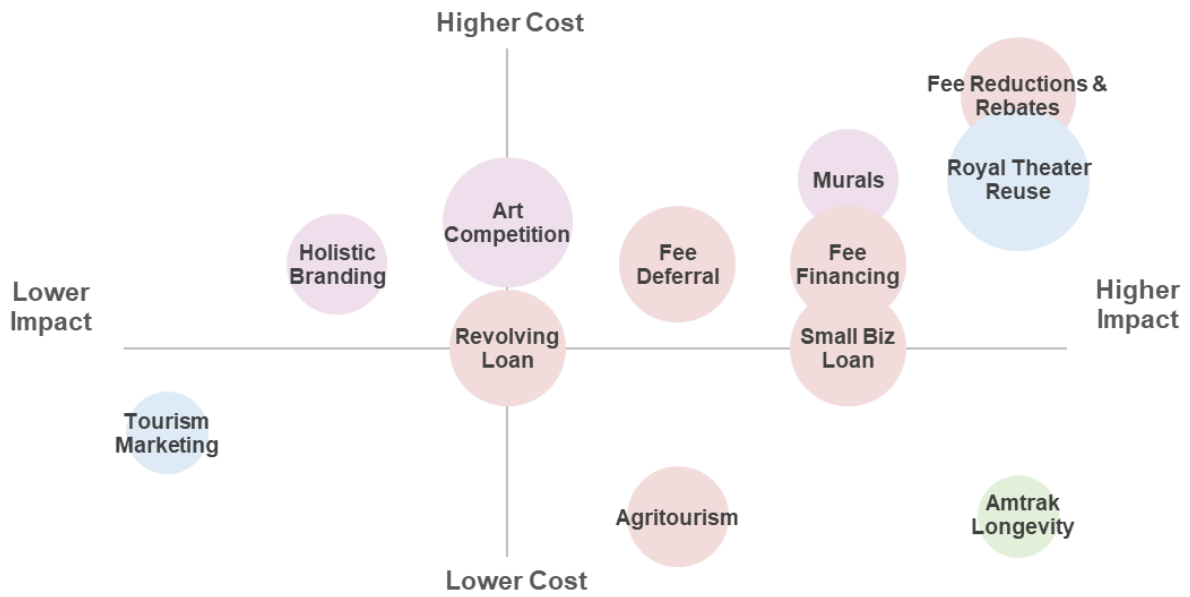 Higher Cost
Fee Reductions &
Rebates
Murals
Royal Theater
Reuse
Art
Competition
Holistic
Branding
Fee
Deferral
Fee
Financing
Lower
Impact
Higher
Impact
Revolving
Loan
Small Biz
Loan
Tourism
Marketing
Agritourism
Amtrak
Longevity
Lower Cost